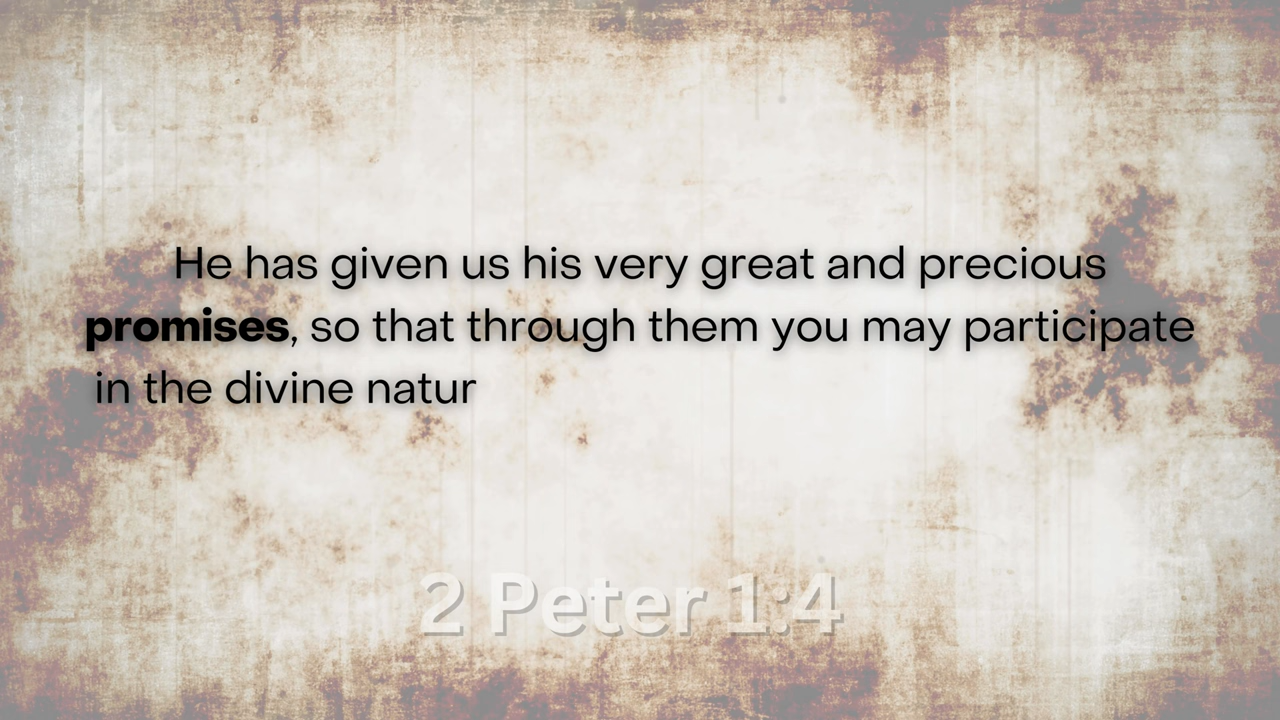 He has given us his very great and precious
promises, so that through them you may participate
in the divine natur
2 Peter 1:4